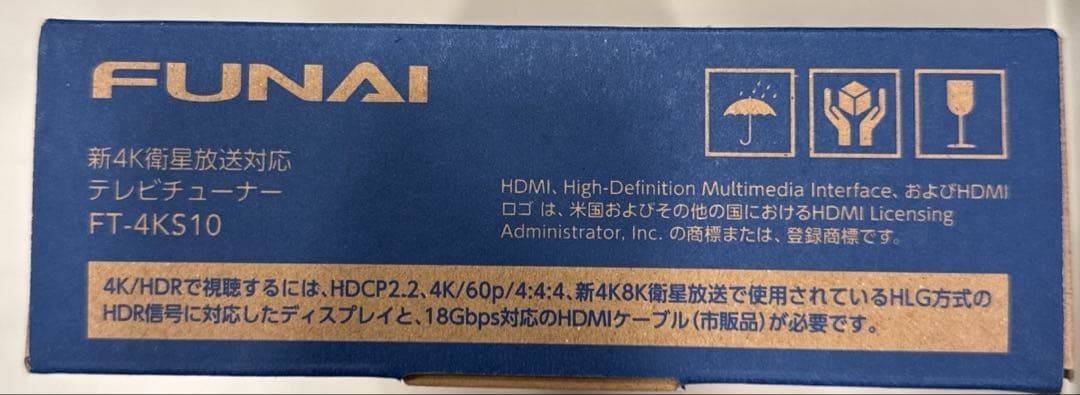 FUNAI
新4K衛星放送対応
テレビチューナー
FT-4KS10
HDMI、High-Definition Multimedia Interface、およびHDMI
ロゴ は、米国およびその他の国におけるHDMI Licensing
Administrator, Inc. の商標または、登録商標です。
4K/HDRで視聴するには、HDCP2.2、4K/60p/4:4:4、新4K8K衛星放送で使用されているHLG方式の
HDR信号に対応したディスプレイと、18Gbps対応のHDMIケーブル（市販品）が必要です。